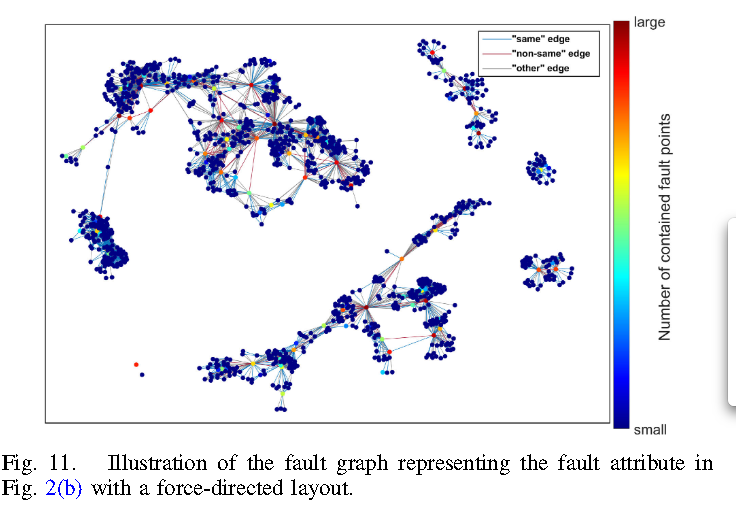 "same" edge
"non-same" edge
"other" edge
large
Number of contained fault points
small
Fig. 11. Illustration of the fault graph representing the fault attribute in
Fig. 2(b) with a force-directed layout.